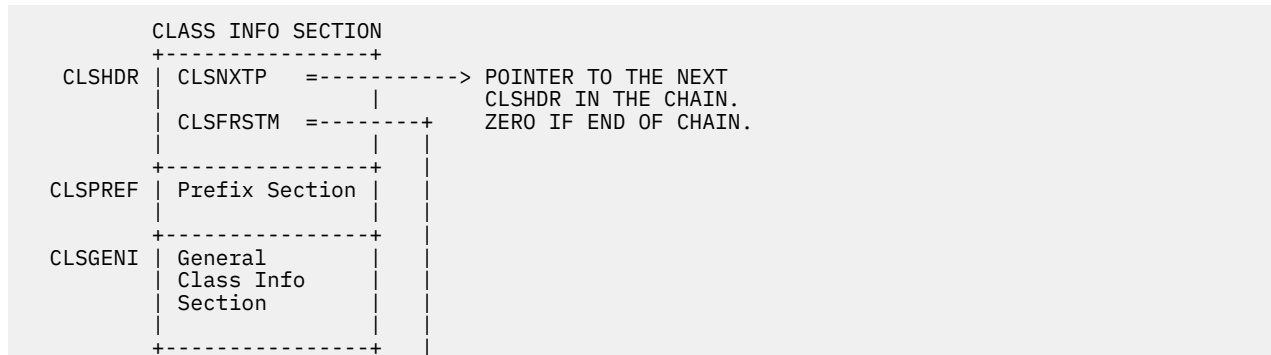 CLASS INFO SECTION
+-----------------+
CLSHDR | CLSNXTP =-----------> POINTER TO THE NEXT
| | CLSHDR IN THE CHAIN.
| CLSFRSTM =--------+ ZERO IF END OF CHAIN.
| | |
+-----------------+ |
CLSPREF | Prefix Section | |
| | |
+-----------------+ |
CLSGENI | General | |
| Class Info | |
| Section | |
| | |
+-----------------+ |